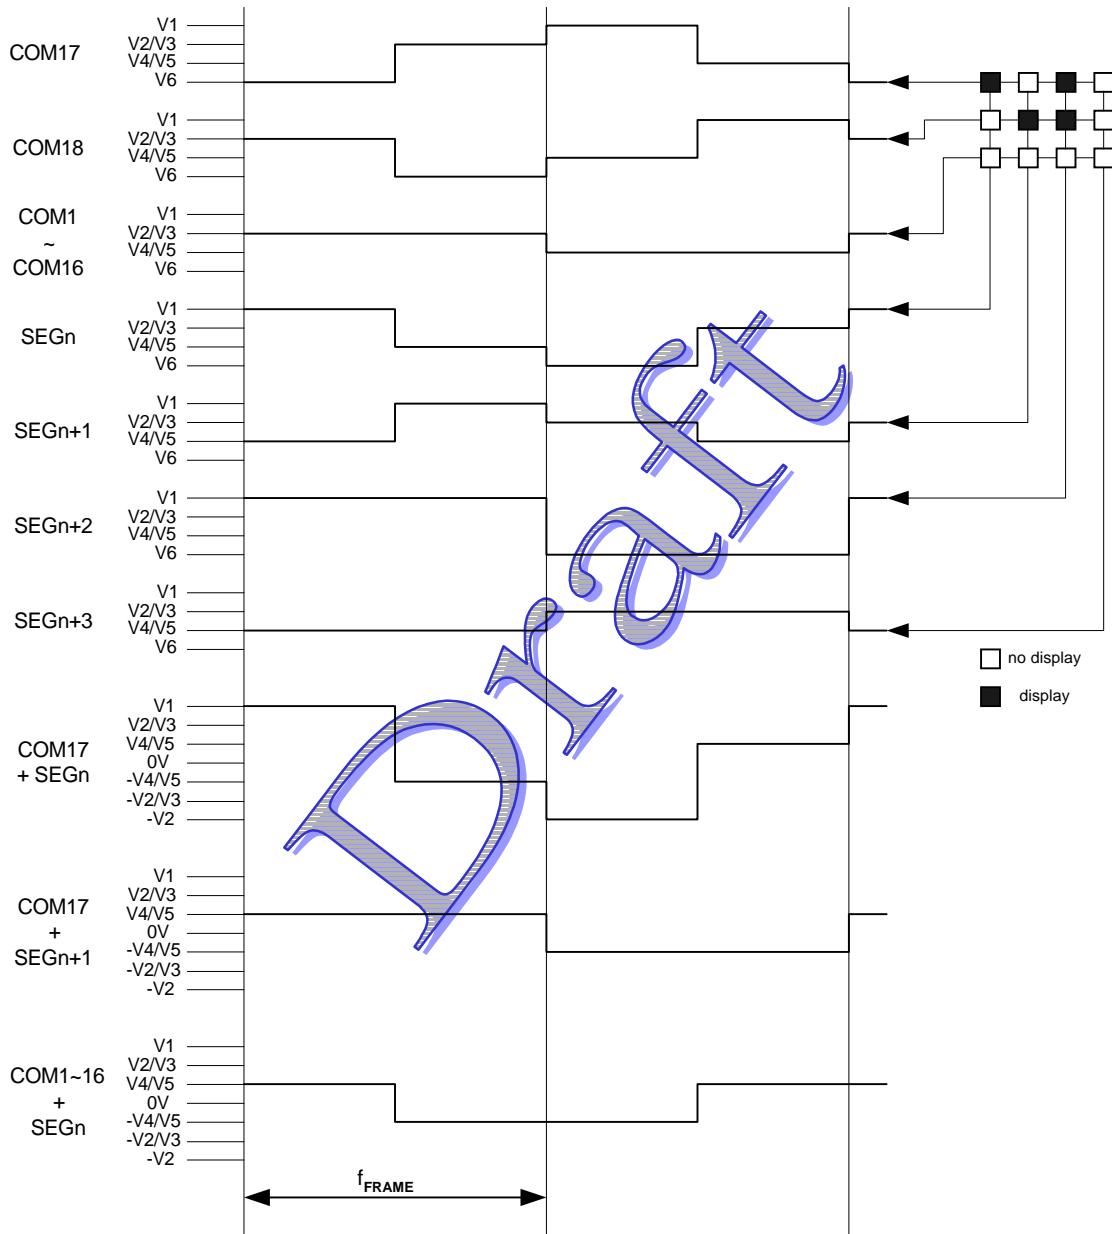 COM17
V1
V2/V3
V4/V5
V6
COM18
V1
V2/V3
V4/V5
V6
COM1
~
COM16
V1
V2/V3
V4/V5
V6
SEGn
V1
V2/V3
V4/V5
V6
SEGn+1
V1
V2/V3
V4/V5
V6
SEGn+2
V1
V2/V3
V4/V5
V6
SEGn+3
V1
V2/V3
V4/V5
V6
no display
display
COM17
+ SEGn
V1
V2/V3
V4/V5
0V
-V4/V5
-V2/V3
-V2
COM17
+
SEGn+1
V1
V2/V3
V4/V5
0V
-V4/V5
-V2/V3
-V2
COM1~16
+
SEGn
V1
V2/V3
V4/V5
0V
-V4/V5
-V2/V3
-V2
fFRAME
Draft